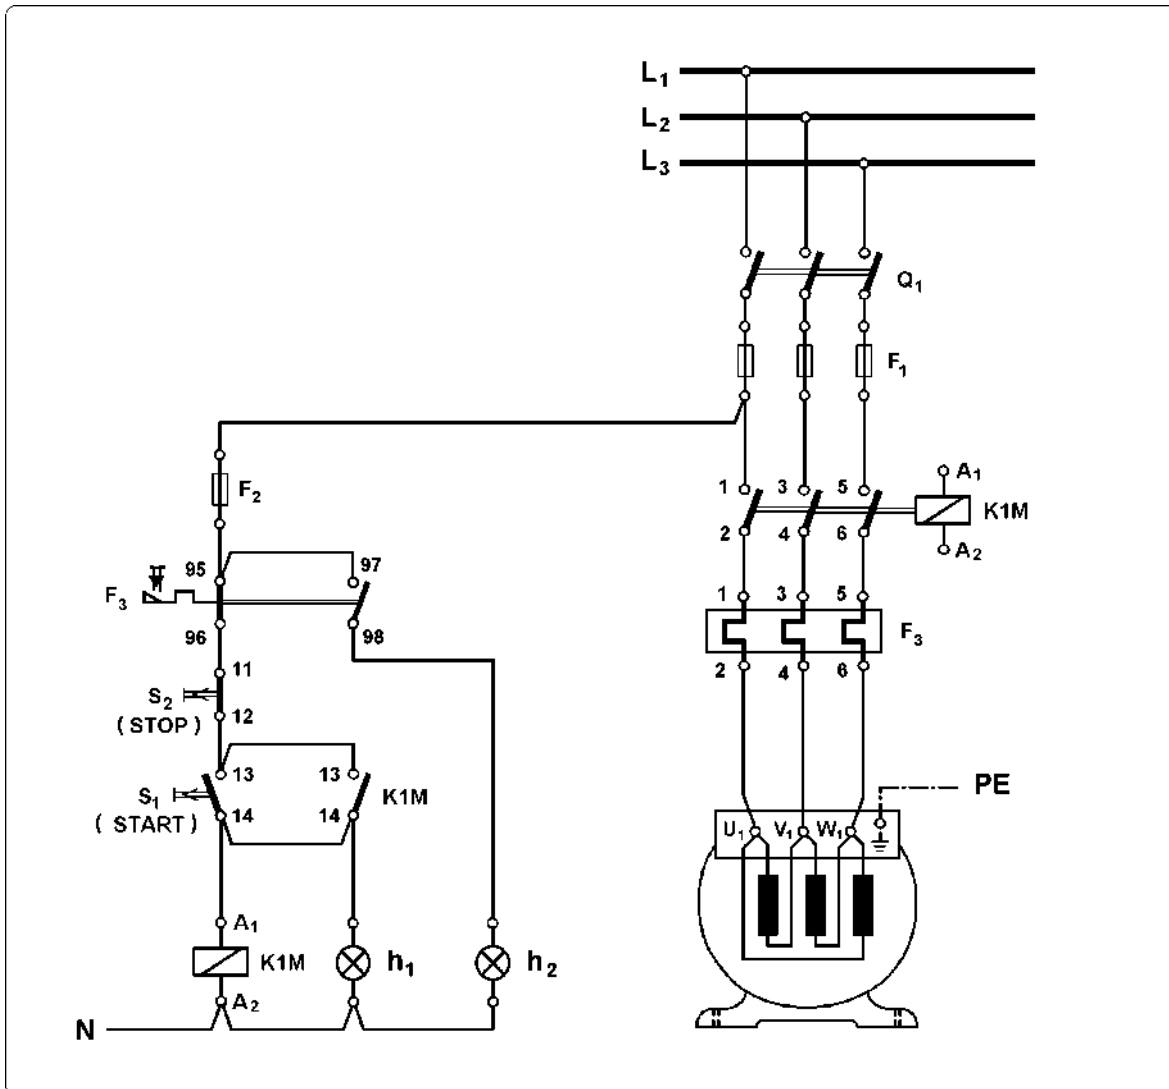 L1
L2
L3
Q1
F1
1 3 5
A1
K1M
2 4 6
A2
F2
95
97
F3
96
98
1 3 5
F3
2 4 6
11
S2
(STOP)
12
13
13
K1M
S1
(START)
14
14
PE
U1 V1 W1
A1
K1M
h1
h2
A2
N